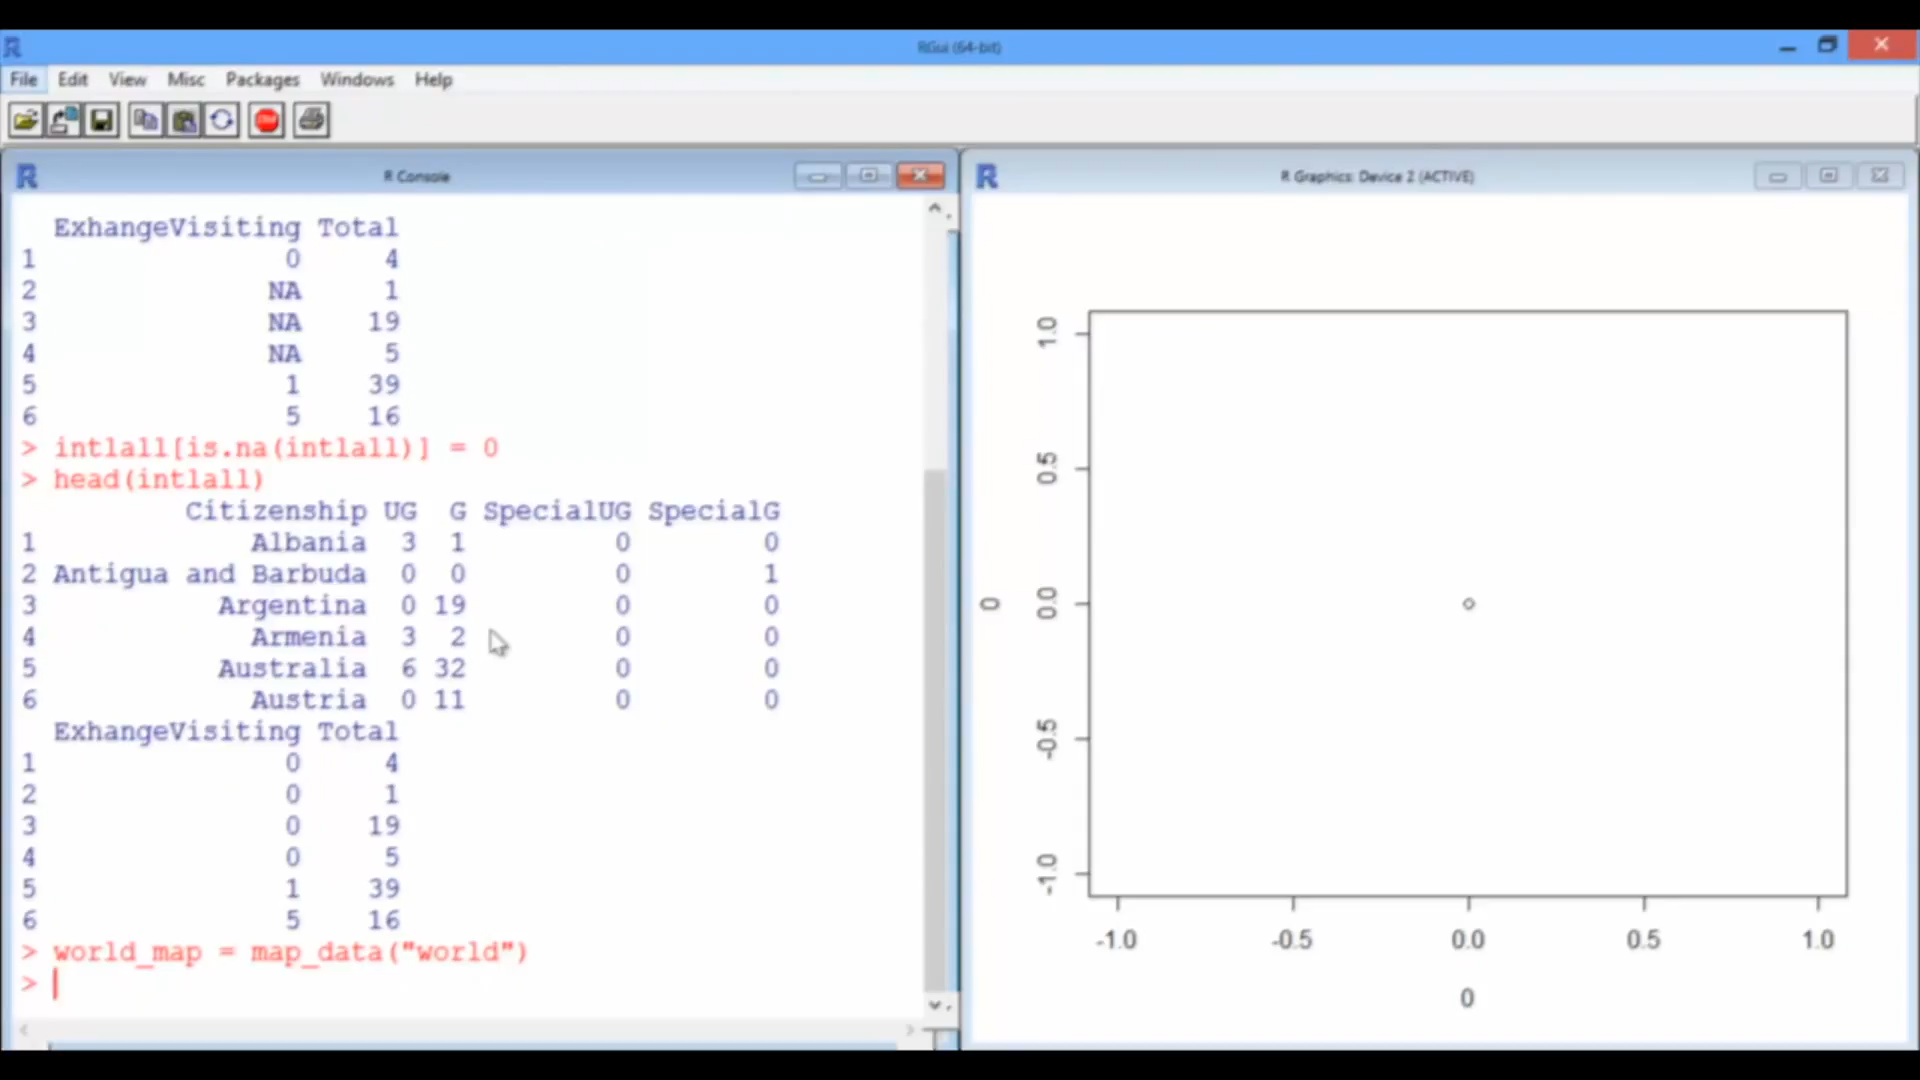 RGui (64-bit)
File Edit View Misc Packages Windows Help
STOP
R Console
ExhangeVisiting Total
1 0 4
2 NA 1
3 NA 19
4 NA 5
5 1 39
6 5 16
> intlall[is.na(intlall)] = 0
> head(intlall)
Citizenship UG G SpecialUG SpecialG
1 Albania 3 1 0 0
2 Antigua and Barbuda 0 0 0 1
3 Argentina 0 19 0 0
4 Armenia 3 2 0 0
5 Australia 6 32 0 0
6 Austria 0 11 0 0
ExhangeVisiting Total
1 0 4
2 0 1
3 0 19
4 0 5
5 1 39
6 5 16
> world_map = map_data("world")
>
R Graphics: Device 2 (ACTIVE)
1.0
0.5
0.0
-0.5
-1.0
0
-1.0 -0.5 0.0 0.5 1.0
0